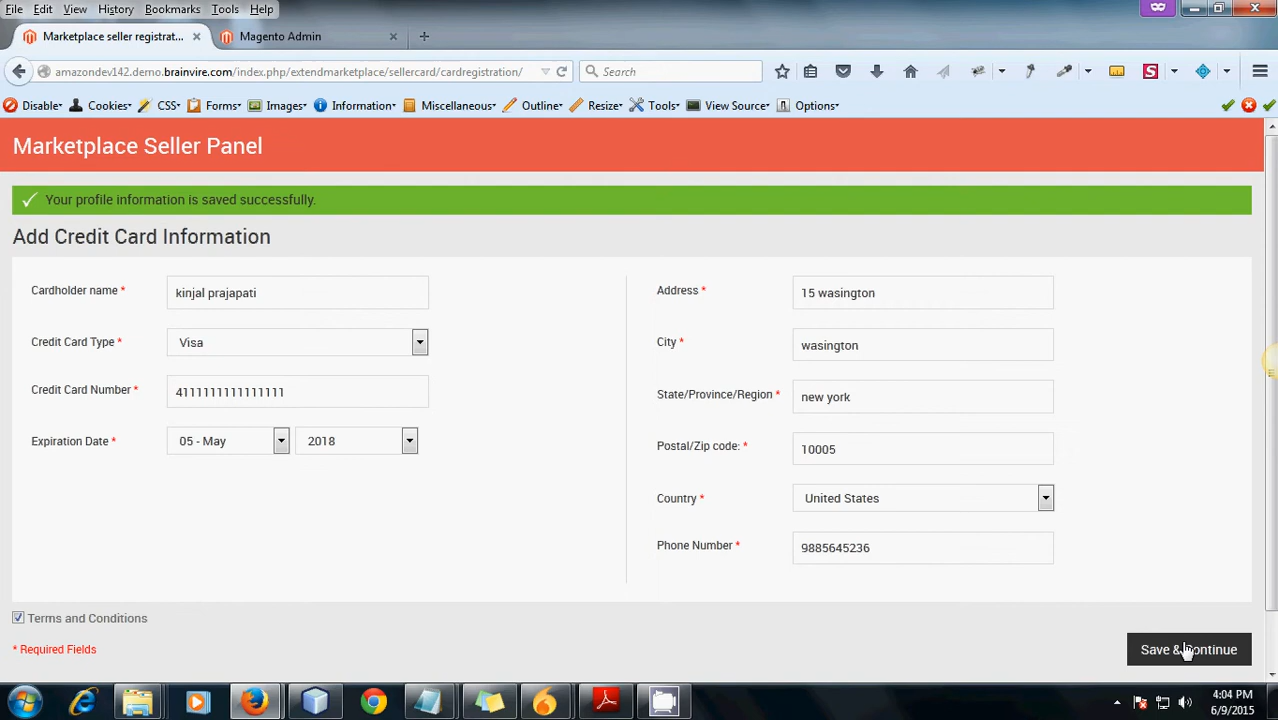 File Edit View History Bookmarks Tools Help
Marketplace seller registrat... × Magento Admin ×
amazondev142.demo.brainvire.com/index.php/extendmarketplace/sellercard/cardregistration/ Search
Disable Cookies CSS Forms Images Information Miscellaneous Outline Resize Tools View Source Options
Marketplace Seller Panel
Your profile information is saved successfully.
Add Credit Card Information
Cardholder name * kinjal prajapati
Credit Card Type * Visa
Credit Card Number * 4111111111111111
Expiration Date * 05 - May 2018
Address * 15 wasington
City * wasington
State/Province/Region * new york
Postal/Zip code: * 10005
Country * United States
Phone Number * 9885645236
Terms and Conditions
* Required Fields
Save & Continue
4:04 PM
6/9/2015